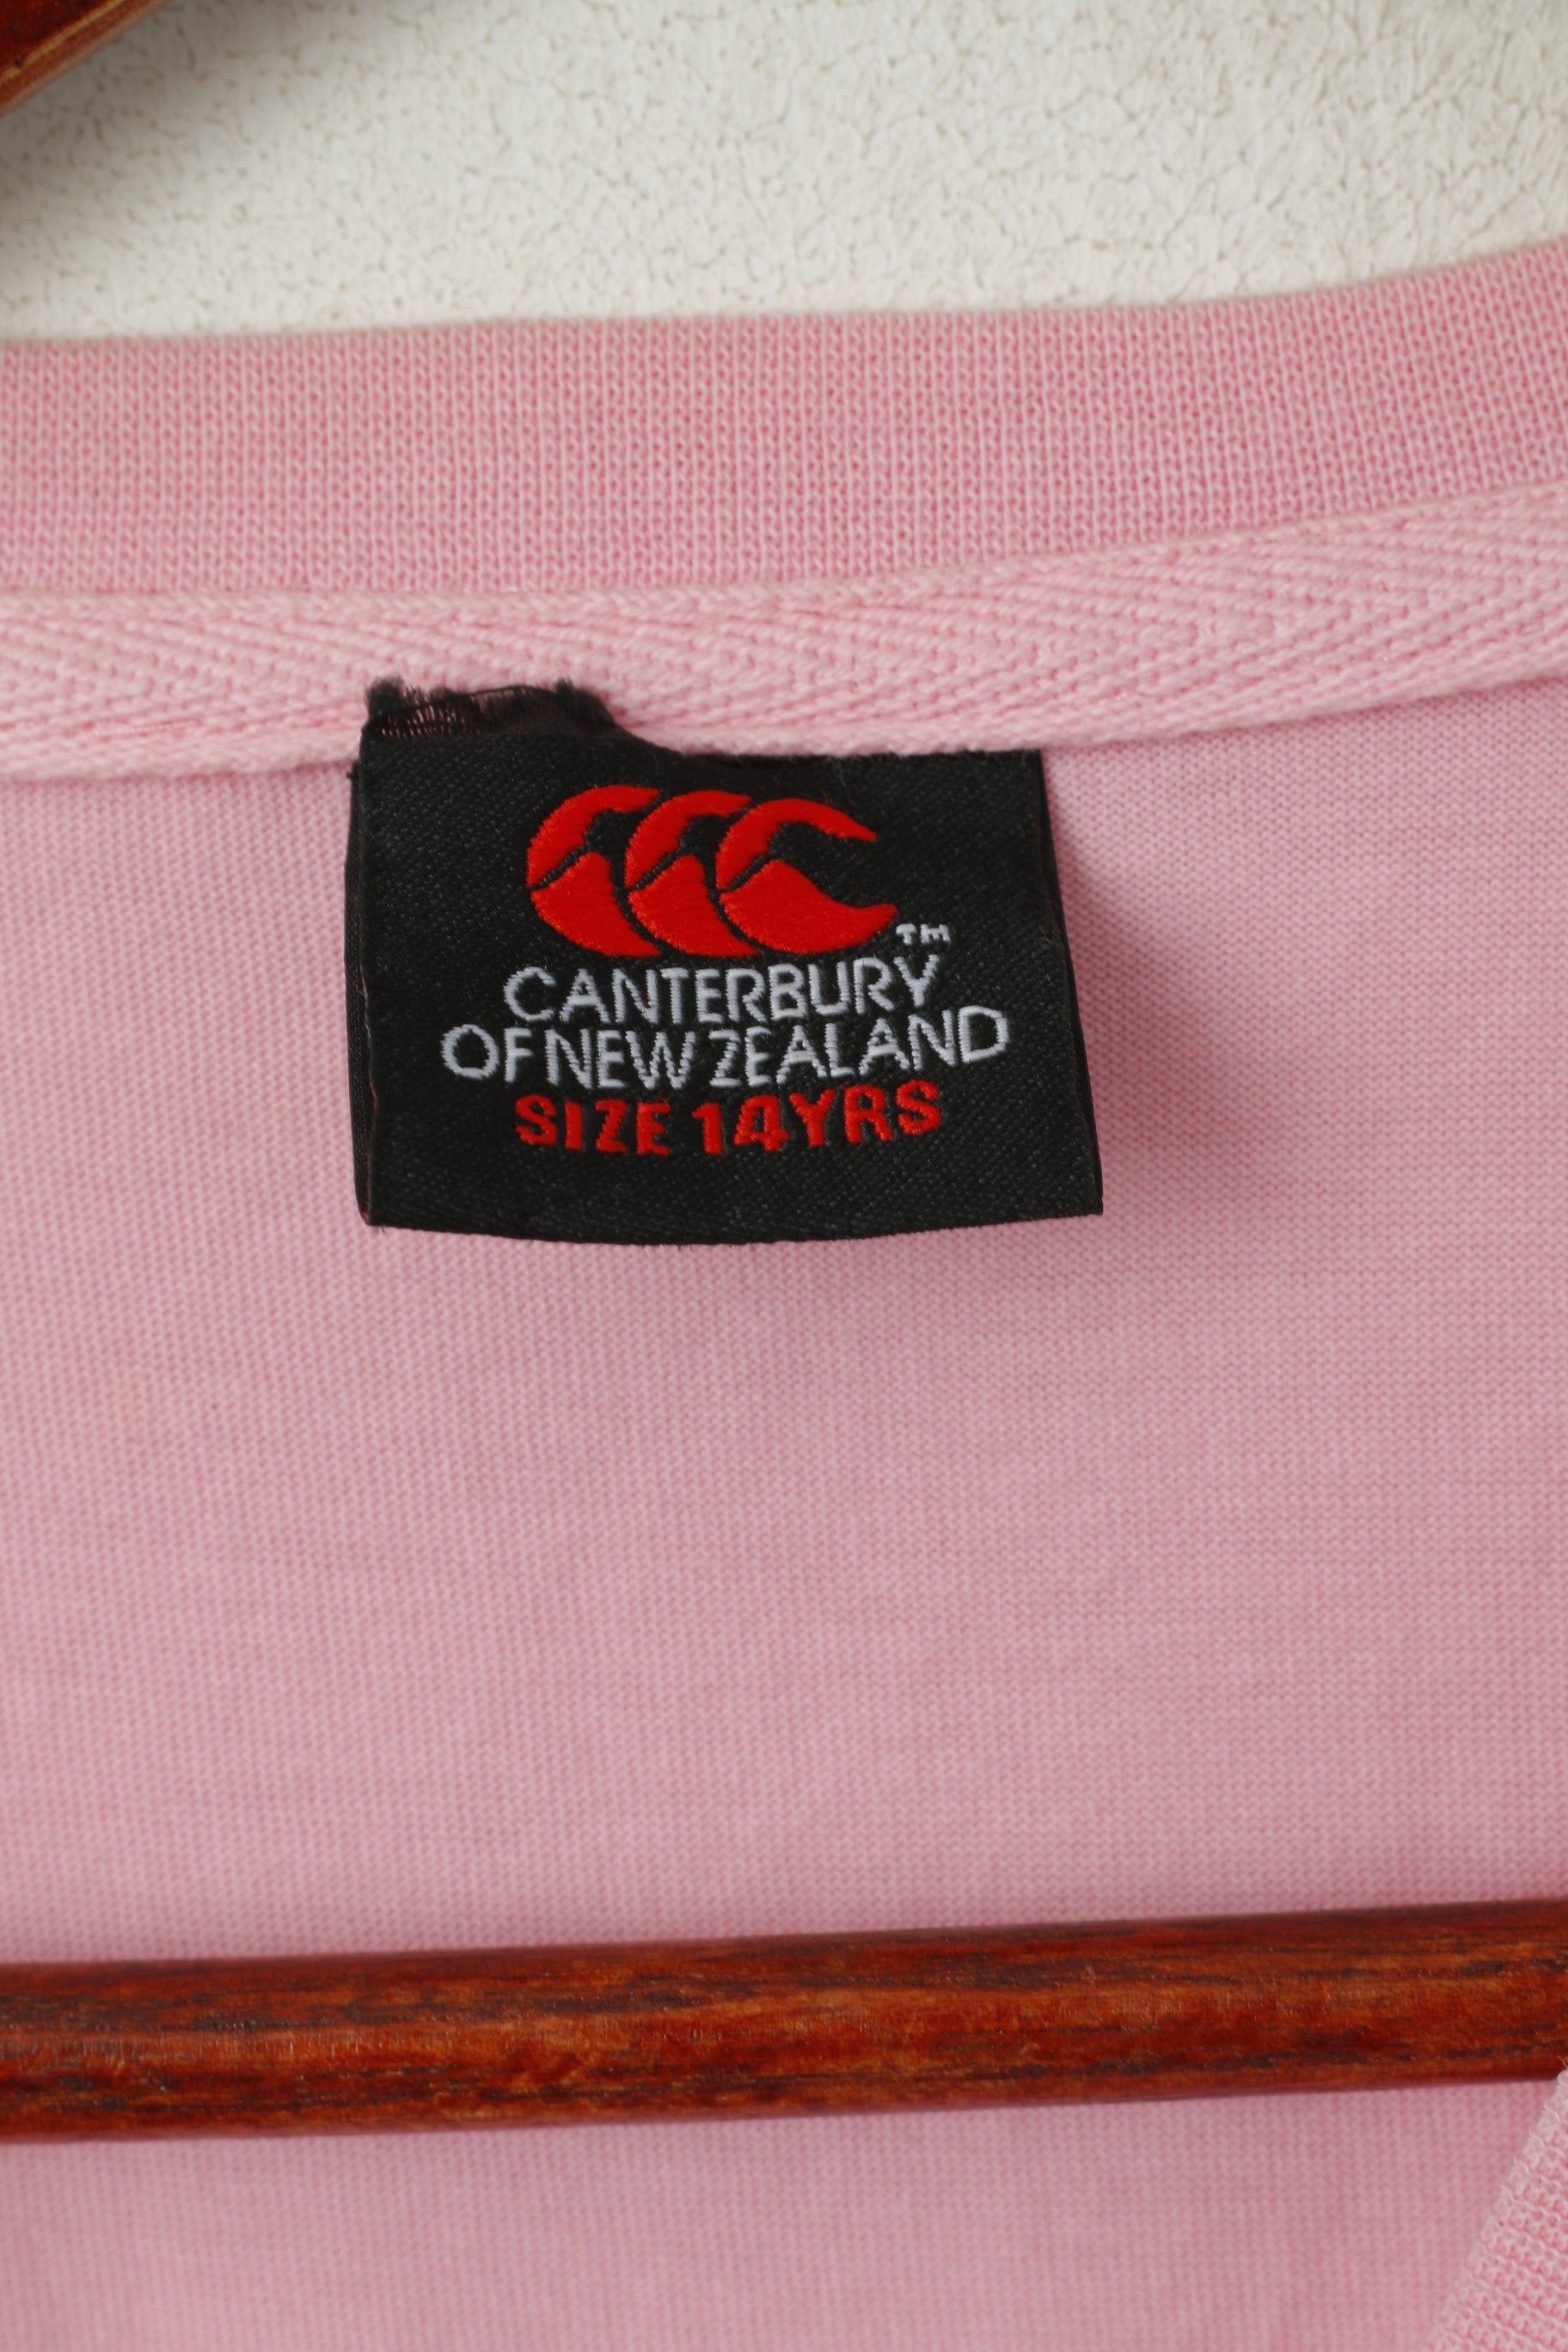 TM
CANTERBURY
OF NEW ZEALAND
SIZE 14YRS